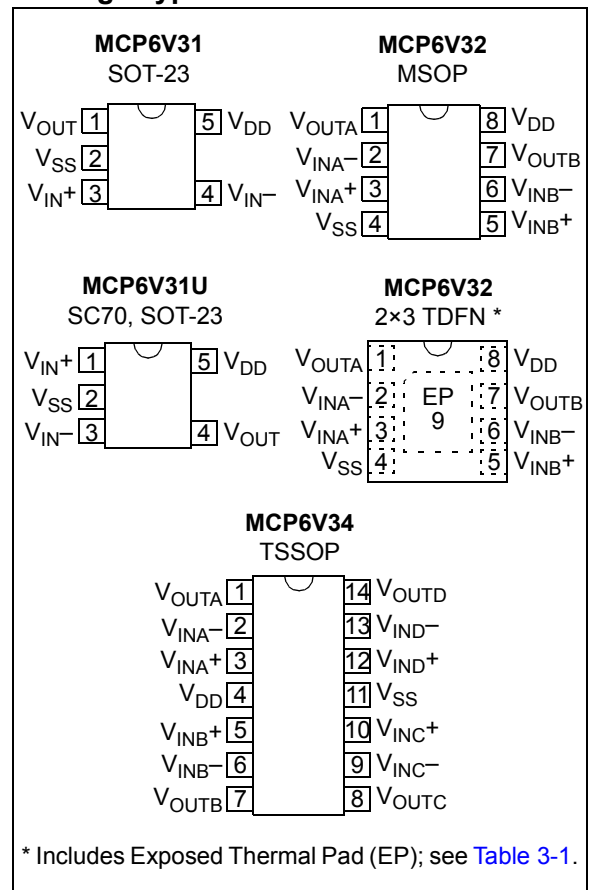 MCP6V31
SOT-23
VOUT 1 5 VDD
VSS 2
VIN+ 3 4 VIN–
MCP6V32
MSOP
VOUTA 1 8 VDD
VINA– 2 7 VOUTB
VINA+ 3 6 VINB–
VSS 4 5 VINB+
MCP6V31U
SC70, SOT-23
VIN+ 1 5 VDD
VSS 2
VIN– 3 4 VOUT
MCP6V32
2×3 TDFN *
VOUTA 1 8 VDD
VINA– 2 EP 7 VOUTB
VINA+ 3 9 6 VINB–
VSS 4 5 VINB+
MCP6V34
TSSOP
VOUTA 1 14 VOUTD
VINA– 2 13 VIND–
VINA+ 3 12 VIND+
VDD 4 11 VSS
VINB+ 5 10 VINC+
VINB– 6 9 VINC–
VOUTB 7 8 VOUTC
* Includes Exposed Thermal Pad (EP); see Table 3-1.